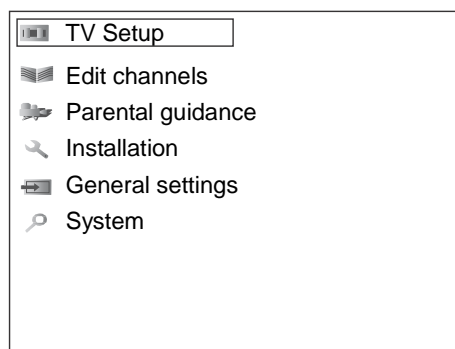 TV Setup
Edit channels
Parental guidance
Installation
General settings
System